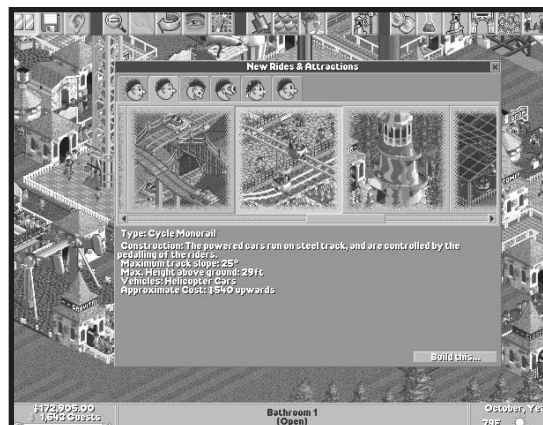 New Rides & Attractions
Type: Cycle Monorail
Construction: The powered cars run on steel track, and are controlled by the
pedalling of the riders.
Maximum track slope: 25°
Max. Height above ground: 29ft
Vehicles: Helicopter Cars
Approximate Cost: $540 upwards
Build this...
$172,905.00
1,643 Guests
Bathroom 1
(Open)
October, Yea